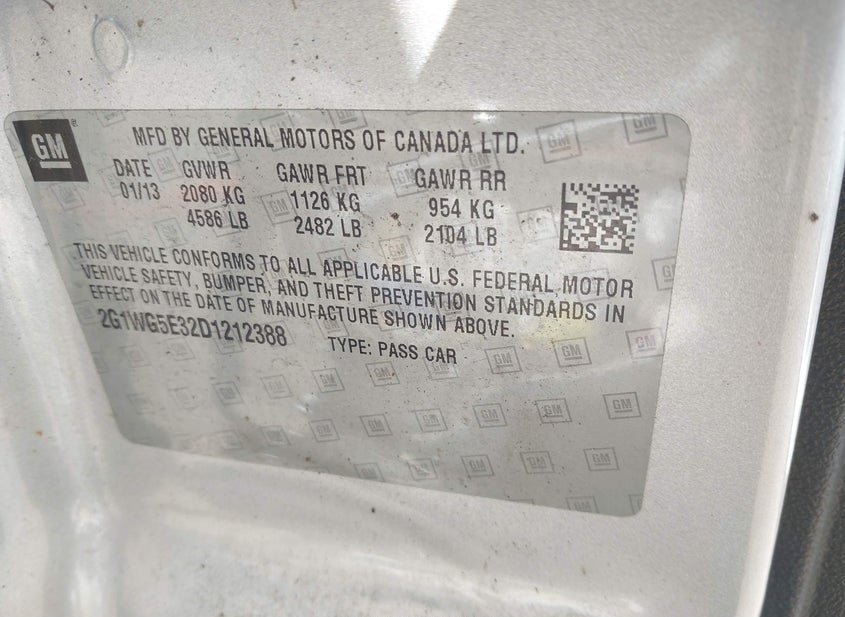 GM
MFD BY GENERAL MOTORS OF CANADA LTD.
DATE GVWR GAWR FRT GAWR RR
01/13 2080 KG 1126 KG 954 KG
4586 LB 2482 LB 2104 LB
THIS VEHICLE CONFORMS TO ALL APPLICABLE U.S. FEDERAL MOTOR
VEHICLE SAFETY, BUMPER, AND THEFT PREVENTION STANDARDS IN
EFFECT ON THE DATE OF MANUFACTURE SHOWN ABOVE.
2G1WG5E32D1212388 TYPE: PASS CAR